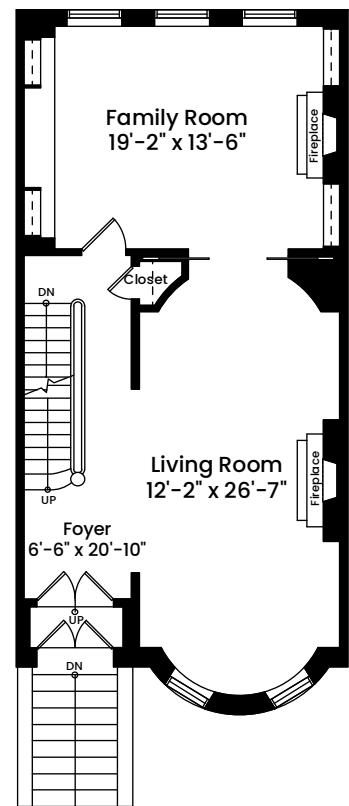 Family Room
19'-2" x 13'-6"
Fireplace
Closet
DN
Living Room
12'-2" x 26'-7"
Fireplace
UP
Foyer
6'-6" x 20'-10"
UP
DN